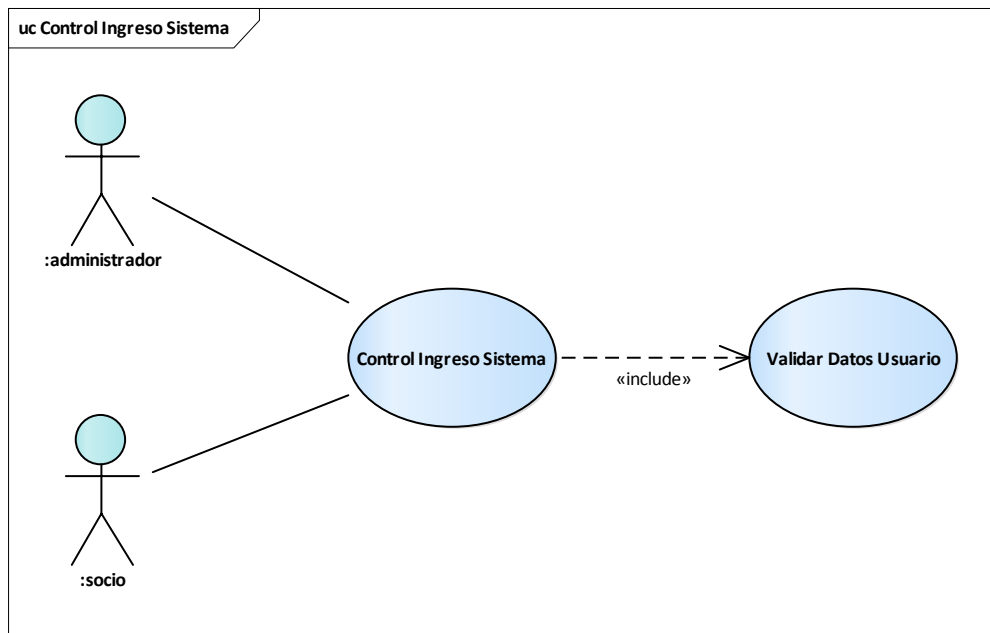 uc Control Ingreso Sistema
:administrador
Control Ingreso Sistema
Validar Datos Usuario
«include»
:socio